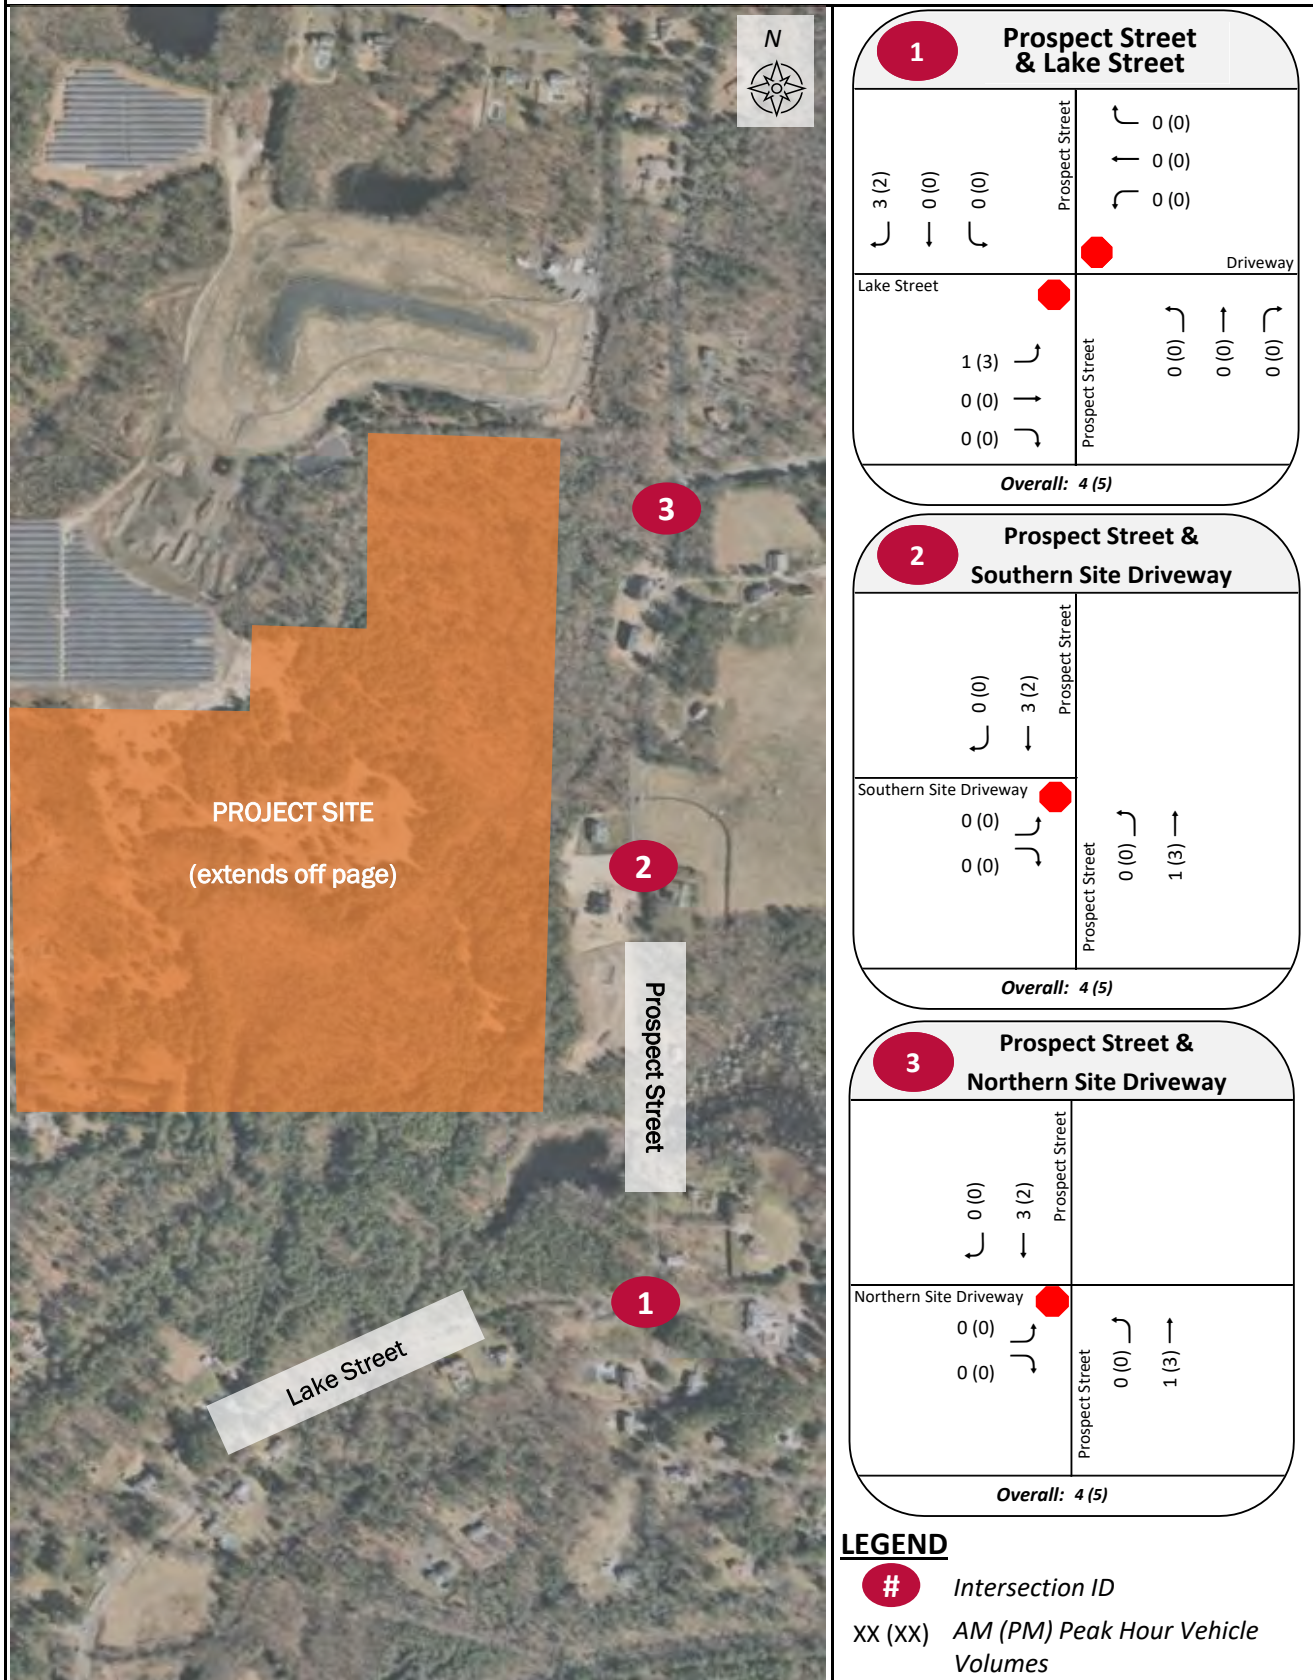 N
PROJECT SITE
(extends off page)
3
2
Prospect Street
1
Lake Street
1
Prospect Street
& Lake Street
Prospect Street
3 (2)
0 (0)
0 (0)
0 (0)
0 (0)
0 (0)
Driveway
Lake Street
1 (3)
0 (0)
0 (0)
Prospect Street
0 (0)
0 (0)
0 (0)
Overall: 4 (5)
2
Prospect Street &
Southern Site Driveway
0 (0)
3 (2)
Prospect Street
Southern Site Driveway
0 (0)
0 (0)
Prospect Street
0 (0)
1 (3)
Overall: 4 (5)
3
Prospect Street &
Northern Site Driveway
0 (0)
3 (2)
Prospect Street
Northern Site Driveway
0 (0)
0 (0)
Prospect Street
0 (0)
1 (3)
Overall: 4 (5)
LEGEND
# Intersection ID
XX (XX) AM (PM) Peak Hour Vehicle
Volumes